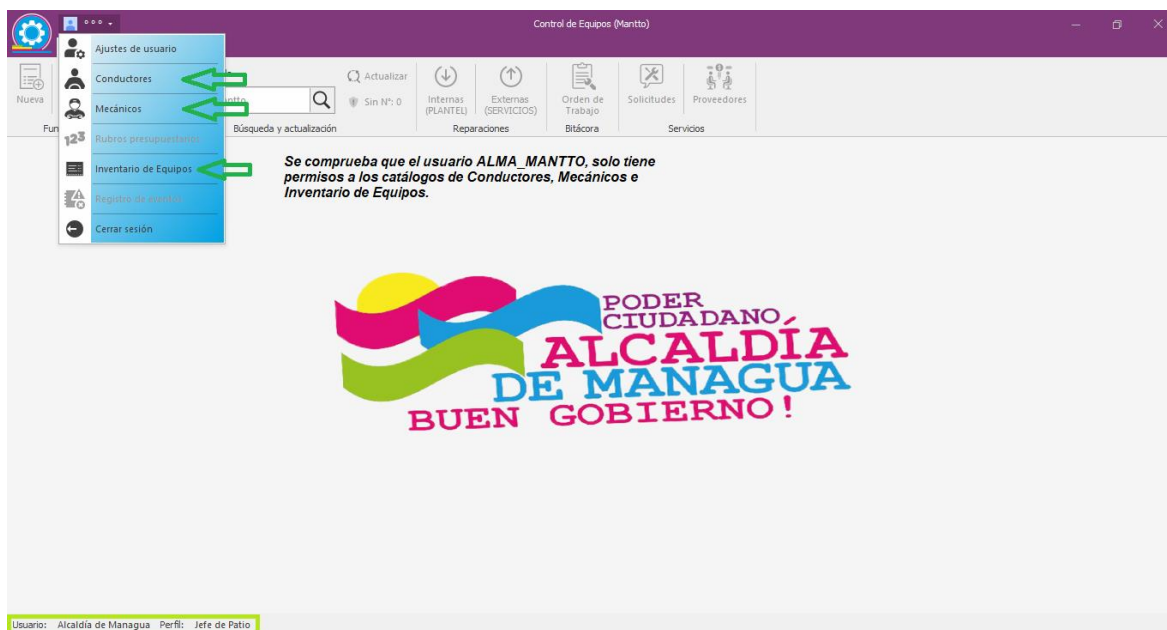 Control de Equipos (Mantto)
Ajustes de usuario
Conductores
Mecánicos
Rubros presupuestarios
Inventario de Equipos
Registro de
Cerrar sesión
Nueva
Búsqueda y actualización
Actualizar
Sin N°: 0
Internas
(PLANTEL)
Externas
(SERVICIOS)
Reparaciones
Orden de
Trabajo
Bitácora
Solicitudes
Proveedores
Servicios
Se comprueba que el usuario ALMA_MANTTO, solo tiene
permisos a los catálogos de Conductores, Mecánicos e
Inventario de Equipos.
PODER
CIUDADANO
ALCALDÍA
DE MANAGUA
BUEN GOBIERNO!
Usuario: Alcaldía de Managua Perfil: Jefe de Patio